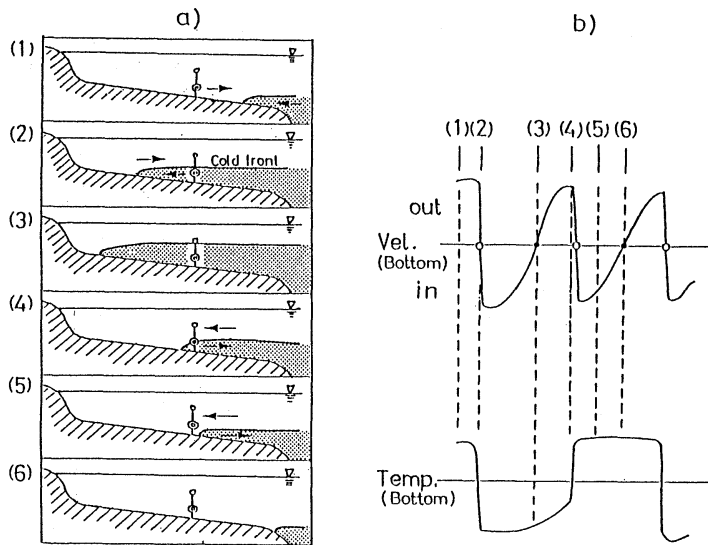 a)
(1)
(2)
Cold front
(3)
(4)
(5)
(6)
b)
(1)(2) (3) (4) (5) (6)
out
Vel.
(Bottom)
in
Temp.
(Bottom)